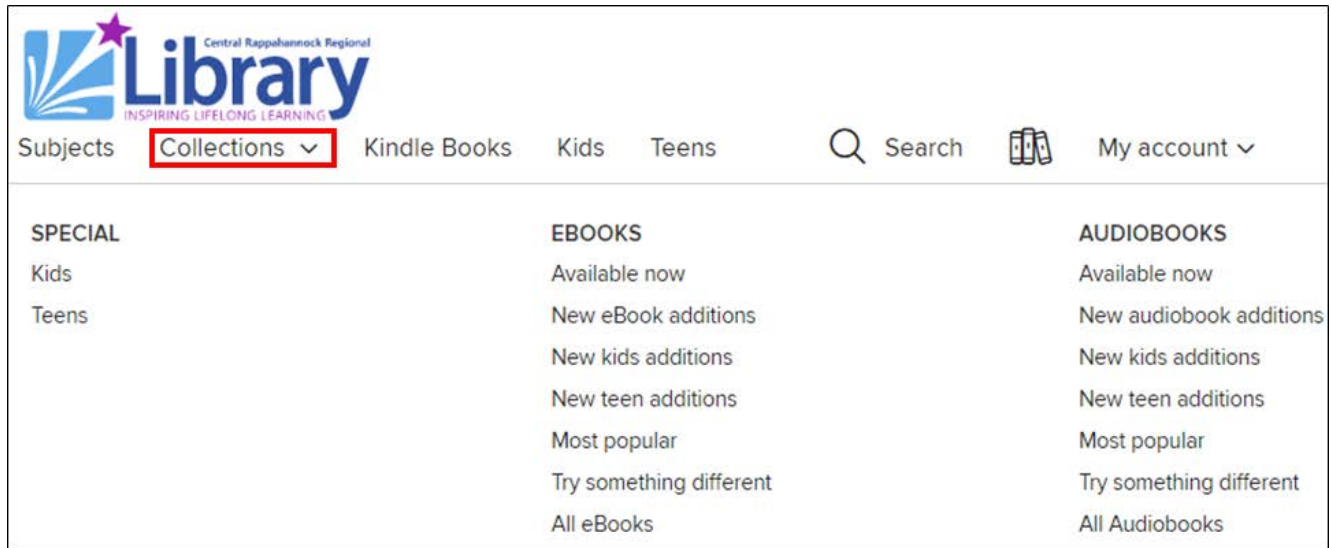 Central Rappahannock Regional
Library
INSPIRING LIFELONG LEARNING
Subjects Collections Kindle Books Kids Teens Search My account
SPECIAL
Kids
Teens
EBOOKS
Available now
New eBook additions
New kids additions
New teen additions
Most popular
Try something different
All eBooks
AUDIOBOOKS
Available now
New audiobook additions
New kids additions
New teen additions
Most popular
Try something different
All Audiobooks